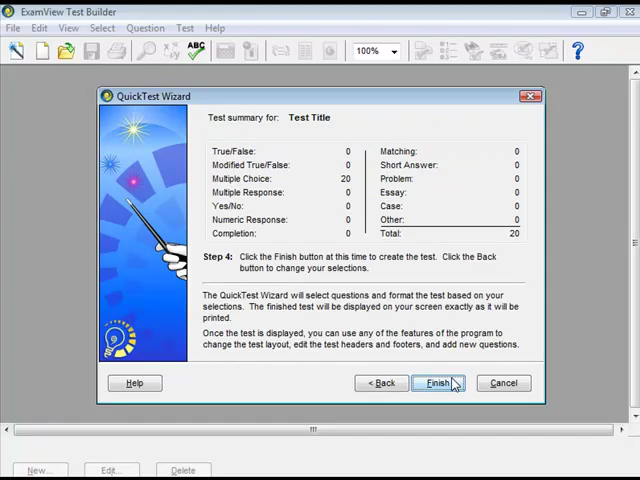 ExamView Test Builder
File Edit View Select Question Test Help
ABC
100%
?
QuickTest Wizard
Test summary for: Test Title
True/False: 0 Matching: 0
Modified True/False: 0 Short Answer: 0
Multiple Choice: 20 Problem: 0
Multiple Response: 0 Essay: 0
Yes/No: 0 Case: 0
Numeric Response: 0 Other: 0
Completion: 0 Total: 20
Step 4: Click the Finish button at this time to create the test. Click the Back
button to change your selections.
The QuickTest Wizard will select questions and format the test based on your
selections. The finished test will be displayed on your screen exactly as it will be
printed.
Once the test is displayed, you can use any of the features of the program to
change the test layout, edit the test headers and footers, and add new questions.
Help < Back Finish Cancel
New... Edit... Delete